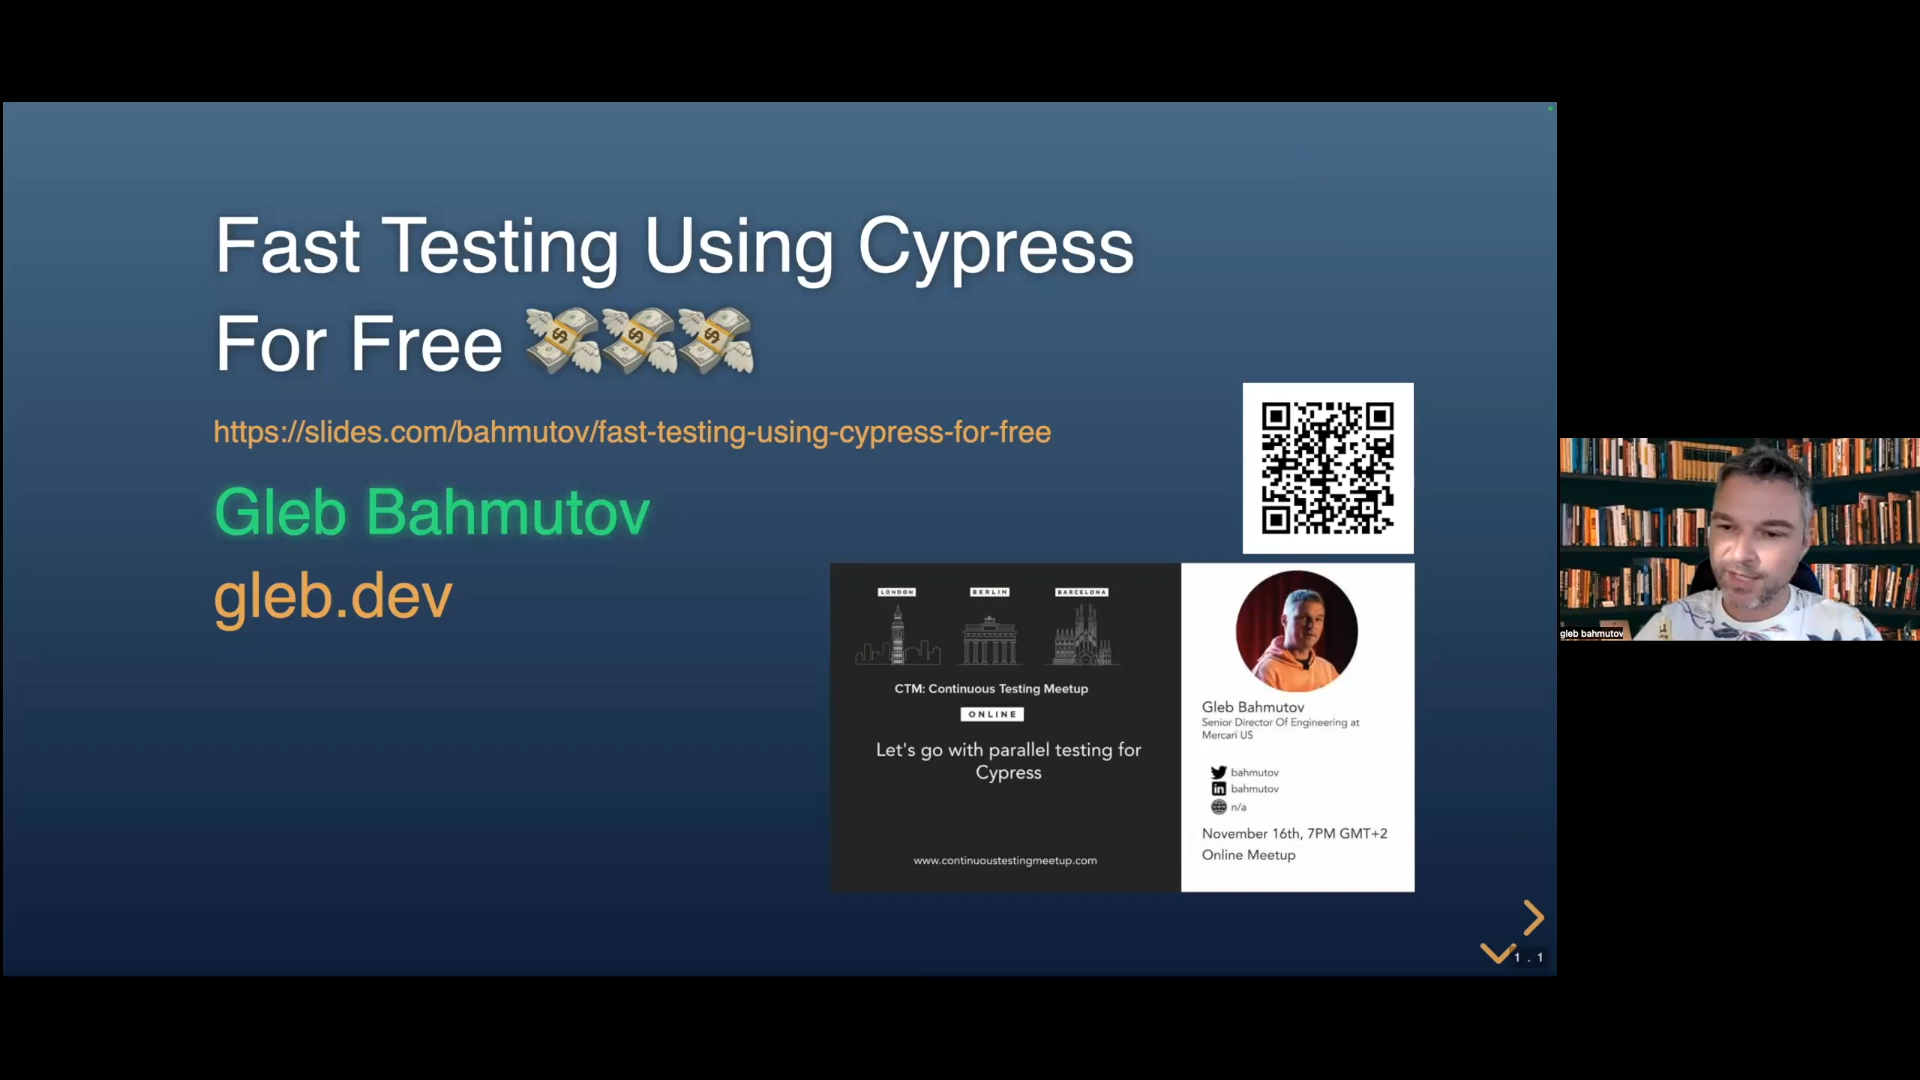 Fast Testing Using Cypress
For Free
https://slides.com/bahmutov/fast-testing-using-cypress-for-free
Gleb Bahmutov
gleb.dev
LONDON
BERLIN
BARCELONA
CTM: Continuous Testing Meetup
ONLINE
Let's go with parallel testing for
Cypress
www.continuoustestingmeetup.com
Gleb Bahmutov
Senior Director Of Engineering at
Mercari US
bahmutov
bahmutov
n/a
November 16th, 7PM GMT+2
Online Meetup
1 . 1
gleb bahmutov